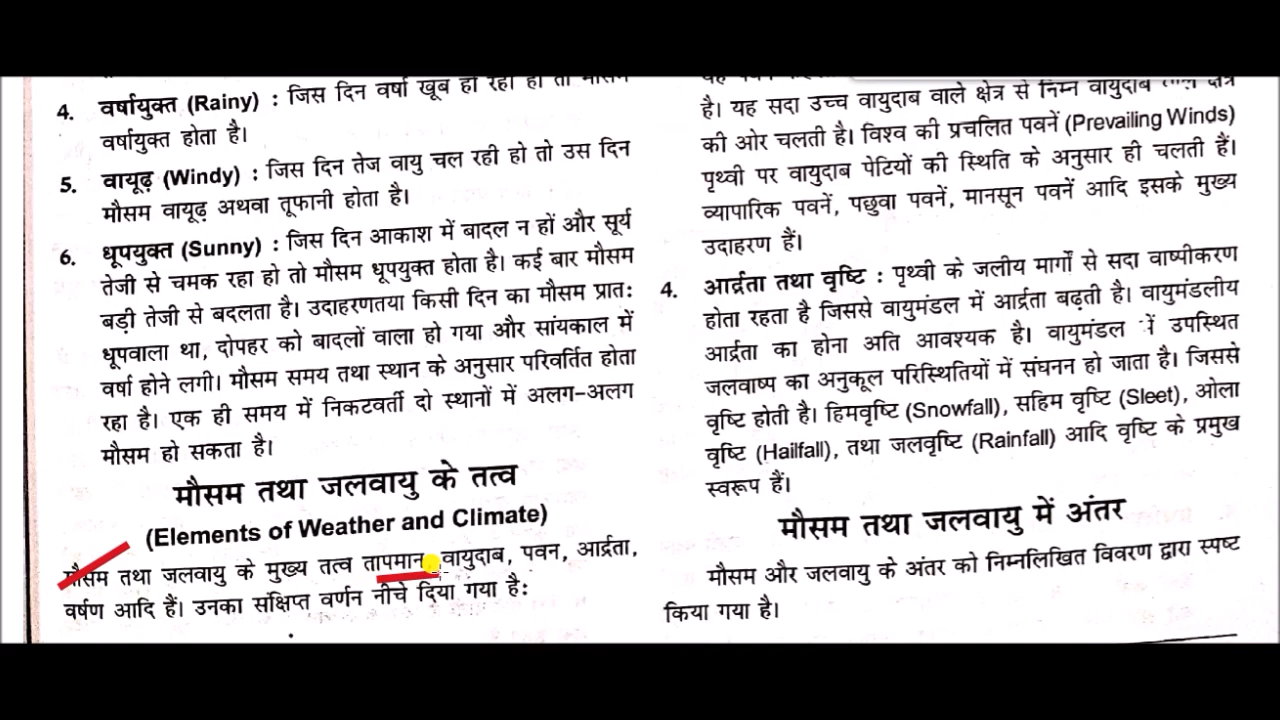 4. वर्षायुक्त (Rainy) : जिस दिन वर्षा खूब हो रही हो तो मौसम
वर्षायुक्त होता है।
5. वायूढ़ (Windy) : जिस दिन तेज वायु चल रही हो तो उस दिन
मौसम वायूढ़ अथवा तूफानी होता है।
6. धूपयुक्त (Sunny) : जिस दिन आकाश में बादल न हों और सूर्य
तेजी से चमक रहा हो तो मौसम धूपयुक्त होता है। कई बार मौसम
बड़ी तेजी से बदलता है। उदाहरणतया किसी दिन का मौसम प्रातः
धूपवाला था, दोपहर को बादलों वाला हो गया और सांयकाल में
वर्षा होने लगी। मौसम समय तथा स्थान के अनुसार परिवर्तित होता
रहा है। एक ही समय में निकटवर्ती दो स्थानों में अलग-अलग
मौसम हो सकता है।
मौसम तथा जलवायु के तत्व
(Elements of Weather and Climate)
मौसम तथा जलवायु के मुख्य तत्व तापमान, वायुदाब, पवन, आर्द्रता,
वर्षण आदि हैं। उनका संक्षिप्त वर्णन नीचे दिया गया है:
है। यह सदा उच्च वायुदाब वाले क्षेत्र से निम्न वायुदाब वाले क्षेत्र
की ओर चलती है। विश्व की प्रचलित पवनें (Prevailing Winds)
पृथ्वी पर वायुदाब पेटियों की स्थिति के अनुसार ही चलती हैं।
व्यापारिक पवनें, पछुवा पवनें, मानसून पवनें आदि इसके मुख्य
उदाहरण हैं।
4. आर्द्रता तथा वृष्टि : पृथ्वी के जलीय मार्गों से सदा वाष्पीकरण
होता रहता है जिससे वायुमंडल में आर्द्रता बढ़ती है। वायुमंडलीय
आर्द्रता का होना अति आवश्यक है। वायुमंडल में उपस्थित
जलवाष्प का अनुकूल परिस्थितियों में संघनन हो जाता है। जिससे
वृष्टि होती है। हिमवृष्टि (Snowfall), सहिम वृष्टि (Sleet), ओला
वृष्टि (Hailfall), तथा जलवृष्टि (Rainfall) आदि वृष्टि के प्रमुख
स्वरूप हैं।
मौसम तथा जलवायु में अंतर
मौसम और जलवायु के अंतर को निम्नलिखित विवरण द्वारा स्पष्ट
किया गया है।